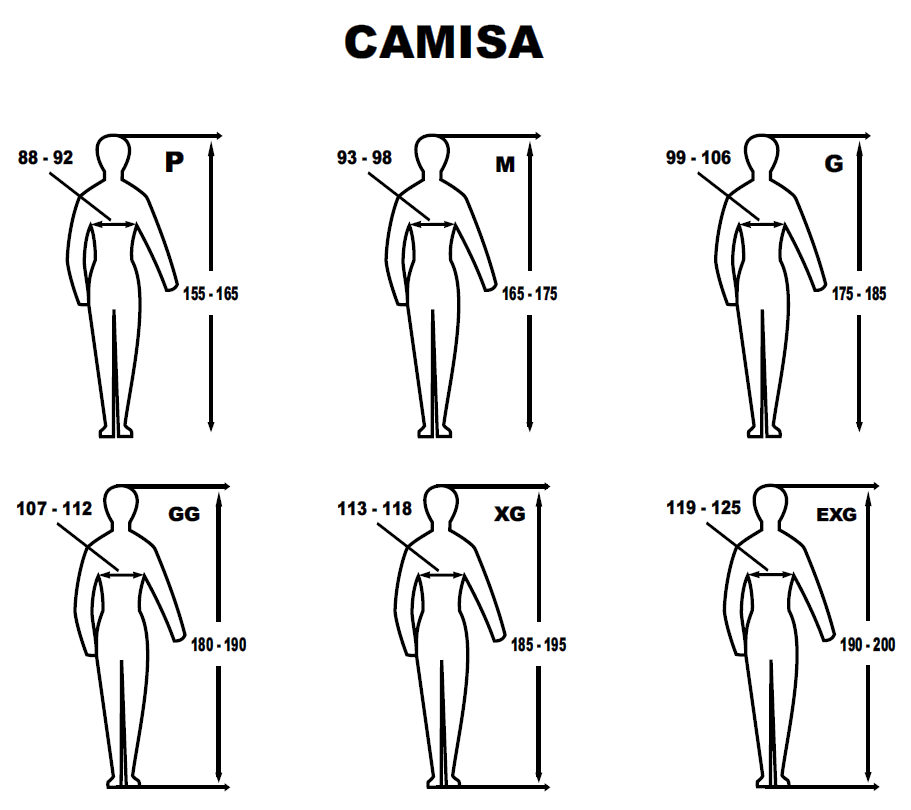 CAMISA
88 - 92
P
155 - 165
93 - 98
M
165 - 175
99 - 106
G
175 - 185
107 - 112
GG
180 - 190
113 - 118
XG
185 - 195
119 - 125
EXG
190 - 200